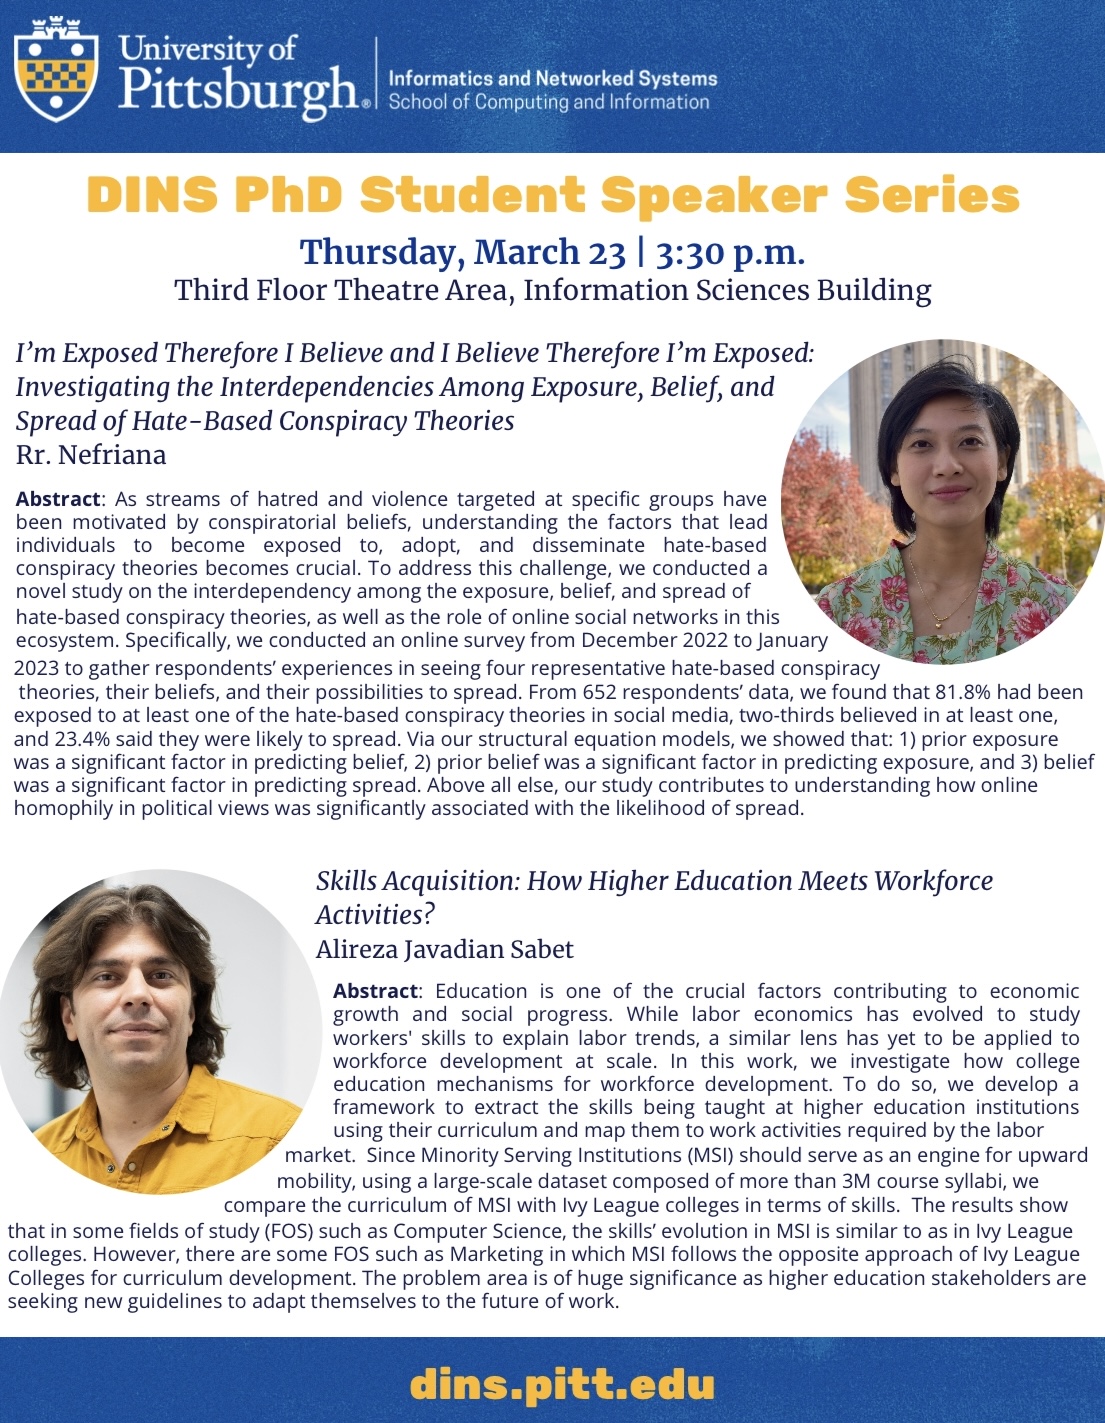 University of
Pittsburgh®
Informatics and Networked Systems
School of Computing and Information
DINS PhD Student Speaker Series
Thursday, March 23 | 3:30 p.m.
Third Floor Theatre Area, Information Sciences Building
I'm Exposed Therefore I Believe and I Believe Therefore I'm Exposed:
Investigating the Interdependencies Among Exposure, Belief, and
Spread of Hate-Based Conspiracy Theories
Rr. Nefriana
Abstract: As streams of hatred and violence targeted at specific groups have
been motivated by conspiratorial beliefs, understanding the factors that lead
individuals to become exposed to, adopt, and disseminate hate-based
conspiracy theories becomes crucial. To address this challenge, we conducted a
novel study on the interdependency among the exposure, belief, and spread of
hate-based conspiracy theories, as well as the role of online social networks in this
ecosystem. Specifically, we conducted an online survey from December 2022 to January
2023 to gather respondents' experiences in seeing four representative hate-based conspiracy
theories, their beliefs, and their possibilities to spread. From 652 respondents' data, we found that 81.8% had been
exposed to at least one of the hate-based conspiracy theories in social media, two-thirds believed in at least one,
and 23.4% said they were likely to spread. Via our structural equation models, we showed that: 1) prior exposure
was a significant factor in predicting belief, 2) prior belief was a significant factor in predicting exposure, and 3) belief
was a significant factor in predicting spread. Above all else, our study contributes to understanding how online
homophily in political views was significantly associated with the likelihood of spread.
Skills Acquisition: How Higher Education Meets Workforce
Activities?
Alireza Javadian Sabet
Abstract: Education is one of the crucial factors contributing to economic
growth and social progress. While labor economics has evolved to study
workers' skills to explain labor trends, a similar lens has yet to be applied to
workforce development at scale. In this work, we investigate how college
education mechanisms for workforce development. To do so, we develop a
framework to extract the skills being taught at higher education institutions
using their curriculum and map them to work activities required by the labor
market. Since Minority Serving Institutions (MSI) should serve as an engine for upward
mobility, using a large-scale dataset composed of more than 3M course syllabi, we
compare the curriculum of MSI with Ivy League colleges in terms of skills. The results show
that in some fields of study (FOS) such as Computer Science, the skills' evolution in MSI is similar to as in Ivy League
colleges. However, there are some FOS such as Marketing in which MSI follows the opposite approach of Ivy League
Colleges for curriculum development. The problem area is of huge significance as higher education stakeholders are
seeking new guidelines to adapt themselves to the future of work.
dins.pitt.edu